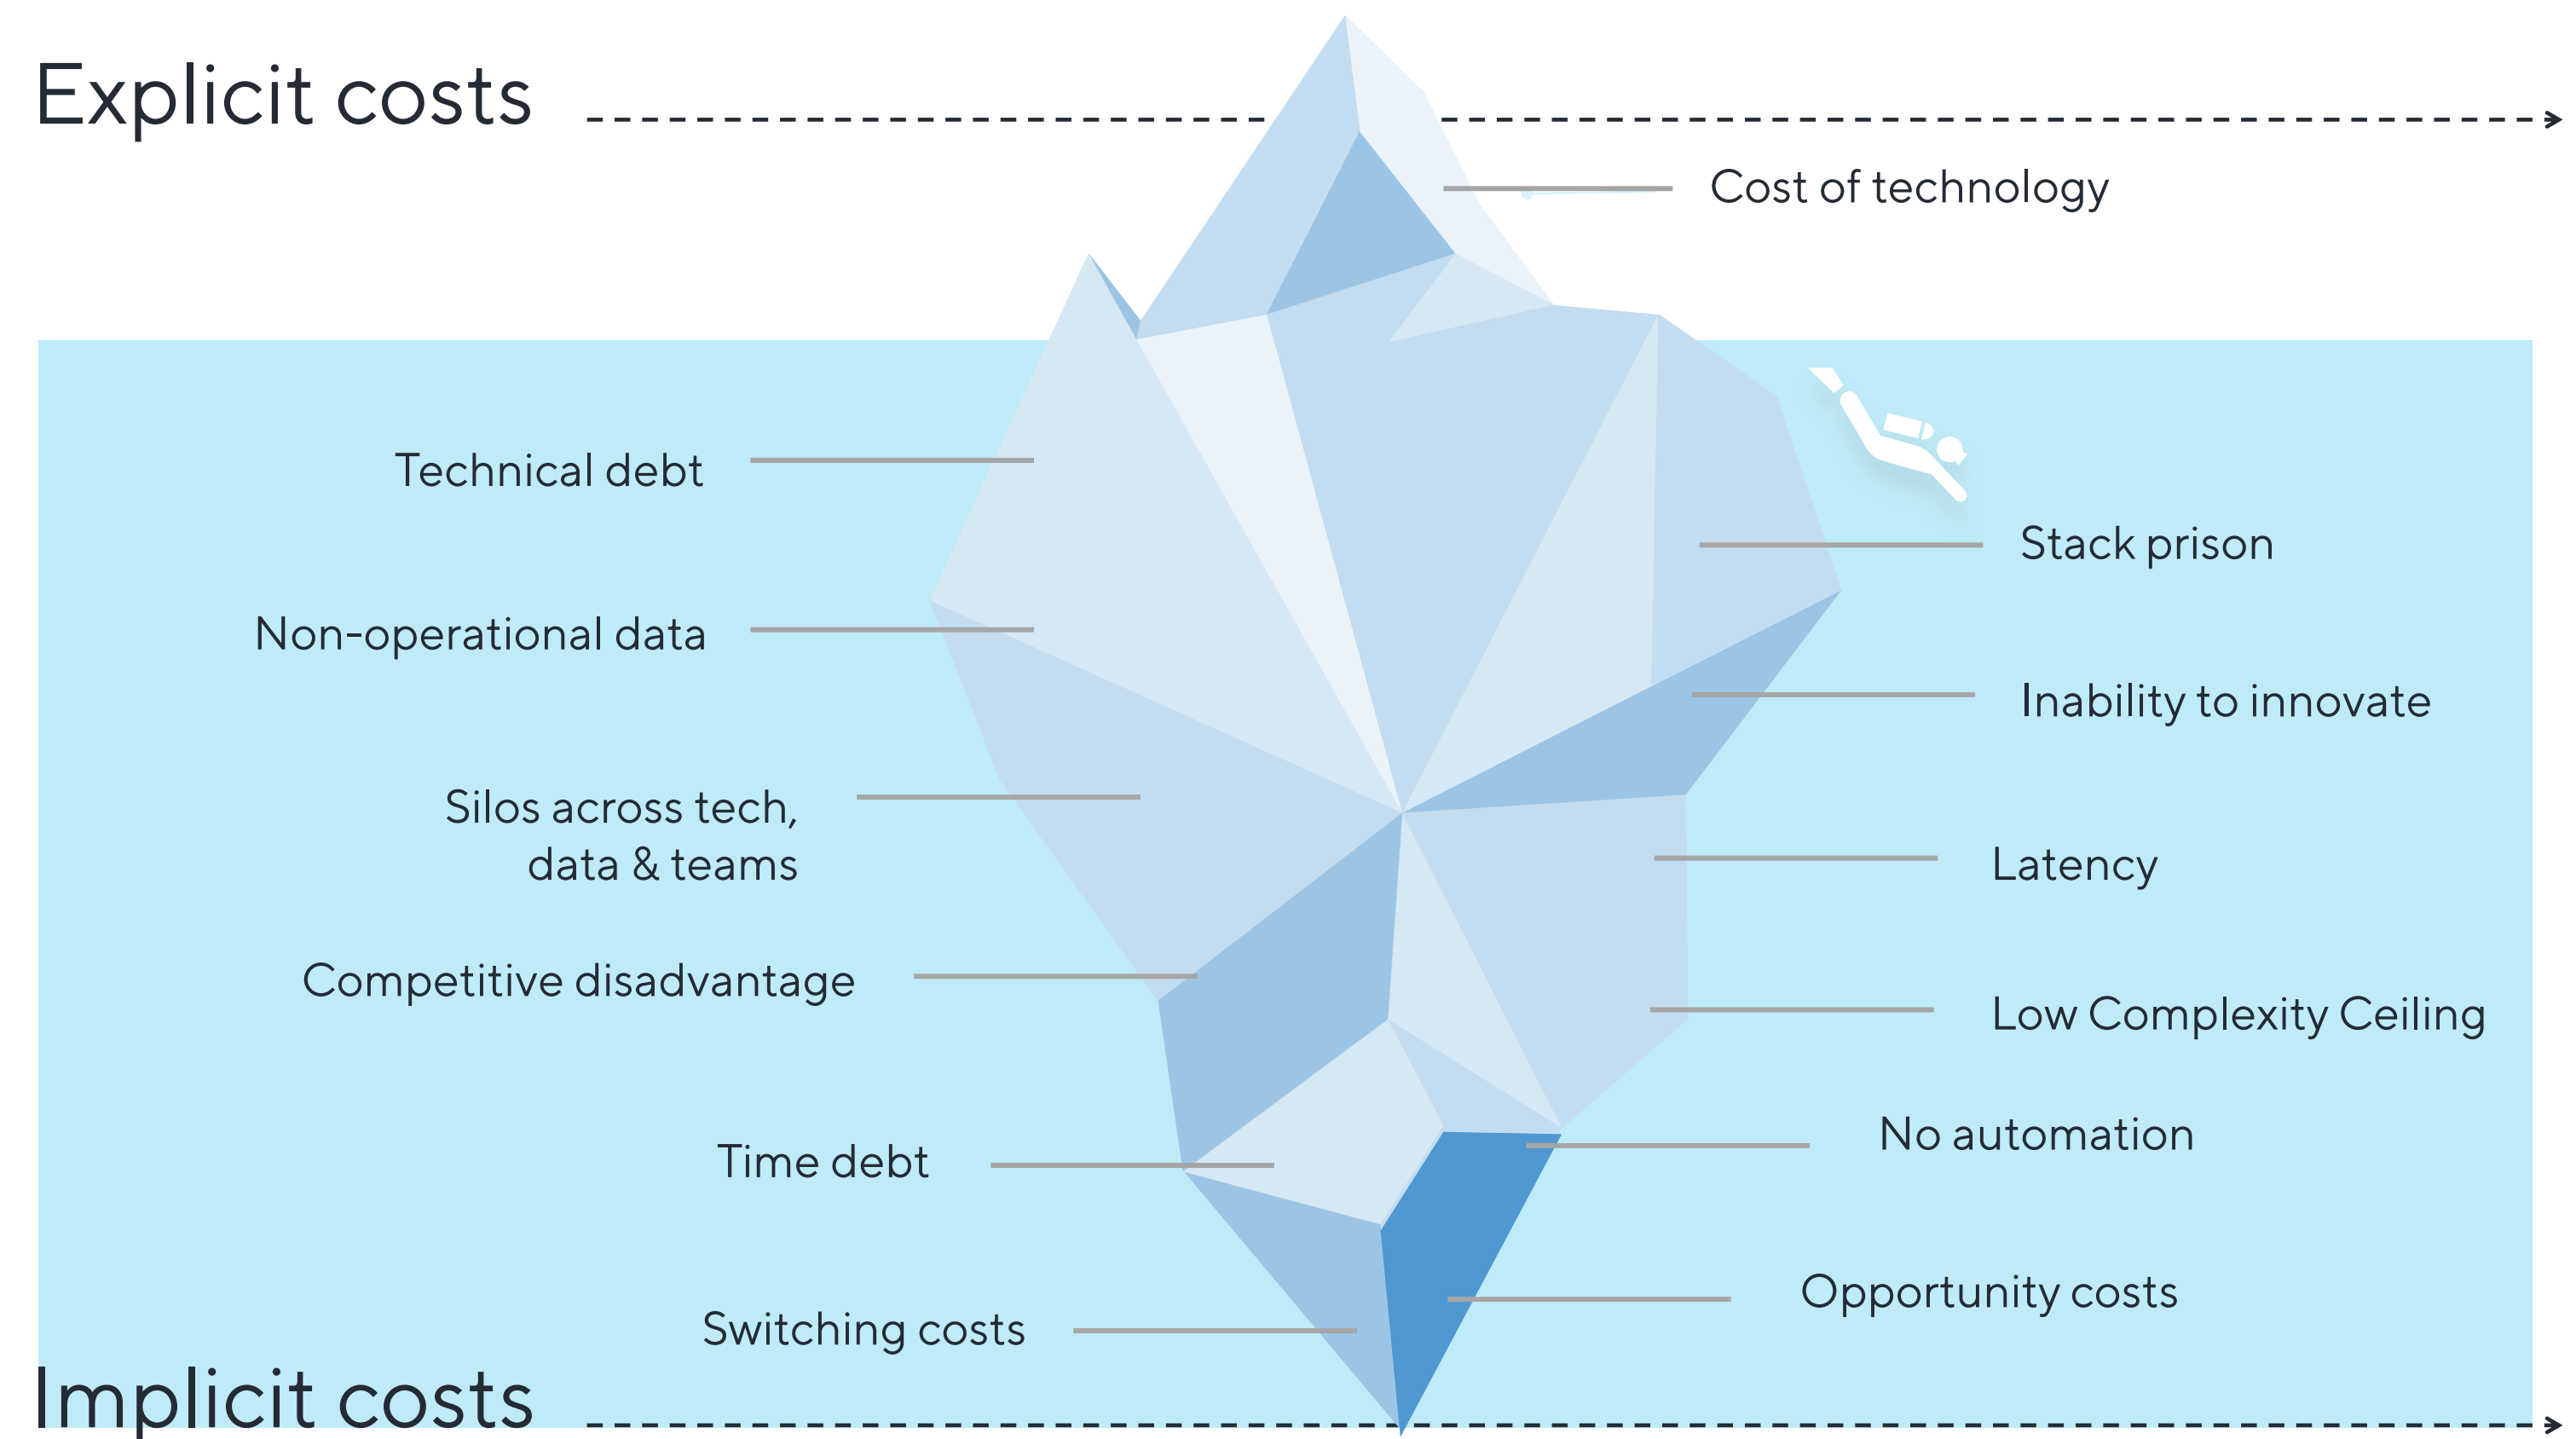 Explicit costs
Cost of technology
Technical debt
Stack prison
Non-operational data
Inability to innovate
Silos across tech,
data & teams
Latency
Competitive disadvantage
Low Complexity Ceiling
No automation
Time debt
Opportunity costs
Switching costs
Implicit costs